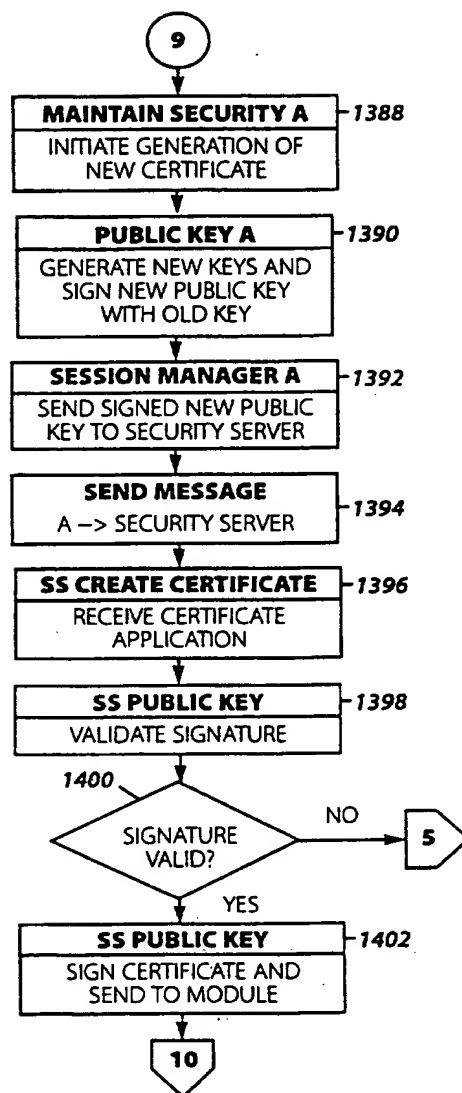 9
MAINTAIN SECURITY A
1388
INITIATE GENERATION OF
NEW CERTIFICATE
PUBLIC KEY A
1390
GENERATE NEW KEYS AND
SIGN NEW PUBLIC KEY
WITH OLD KEY
SESSION MANAGER A
1392
SEND SIGNED NEW PUBLIC
KEY TO SECURITY SERVER
SEND MESSAGE
1394
A -> SECURITY SERVER
SS CREATE CERTIFICATE
1396
RECEIVE CERTIFICATE
APPLICATION
SS PUBLIC KEY
1398
VALIDATE SIGNATURE
1400
SIGNATURE
VALID?
NO
5
YES
SS PUBLIC KEY
1402
SIGN CERTIFICATE AND
SEND TO MODULE
10